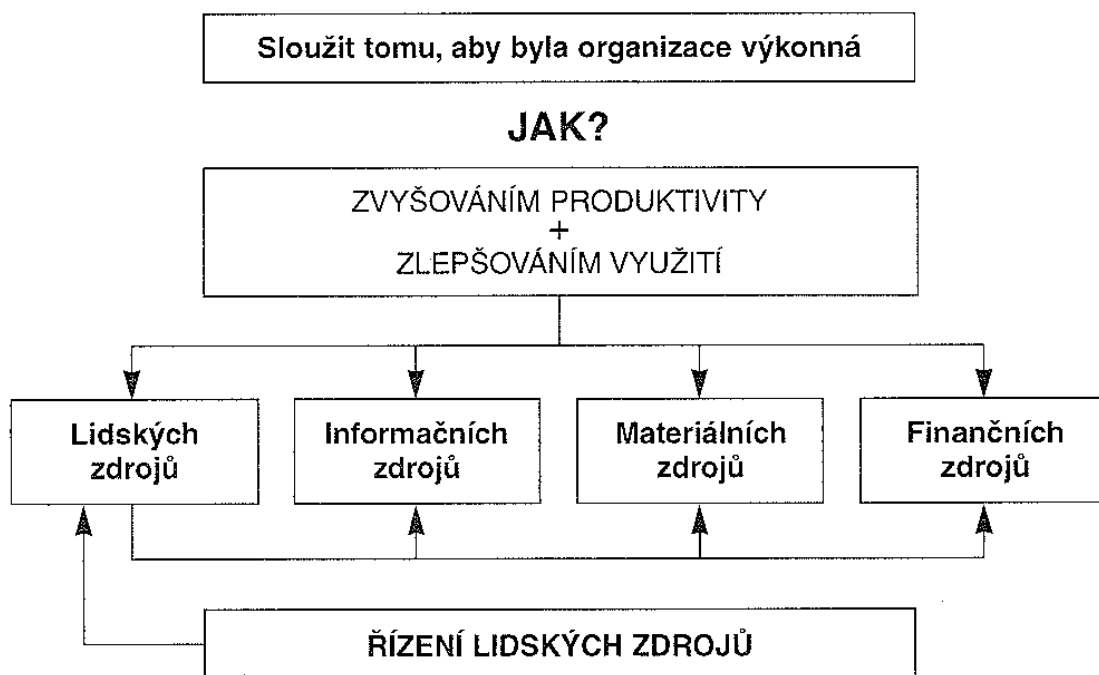 Sloužit tomu, aby byla organizace výkonná
JAK?
ZVYŠOVÁNÍM PRODUKTIVITY
+
ZLEPŠOVÁNÍM VYUŽITÍ
Lidských
zdrojů
Informačních
zdrojů
Materiálních
zdrojů
Finančních
zdrojů
ŘÍZENÍ LIDSKÝCH ZDROJŮ